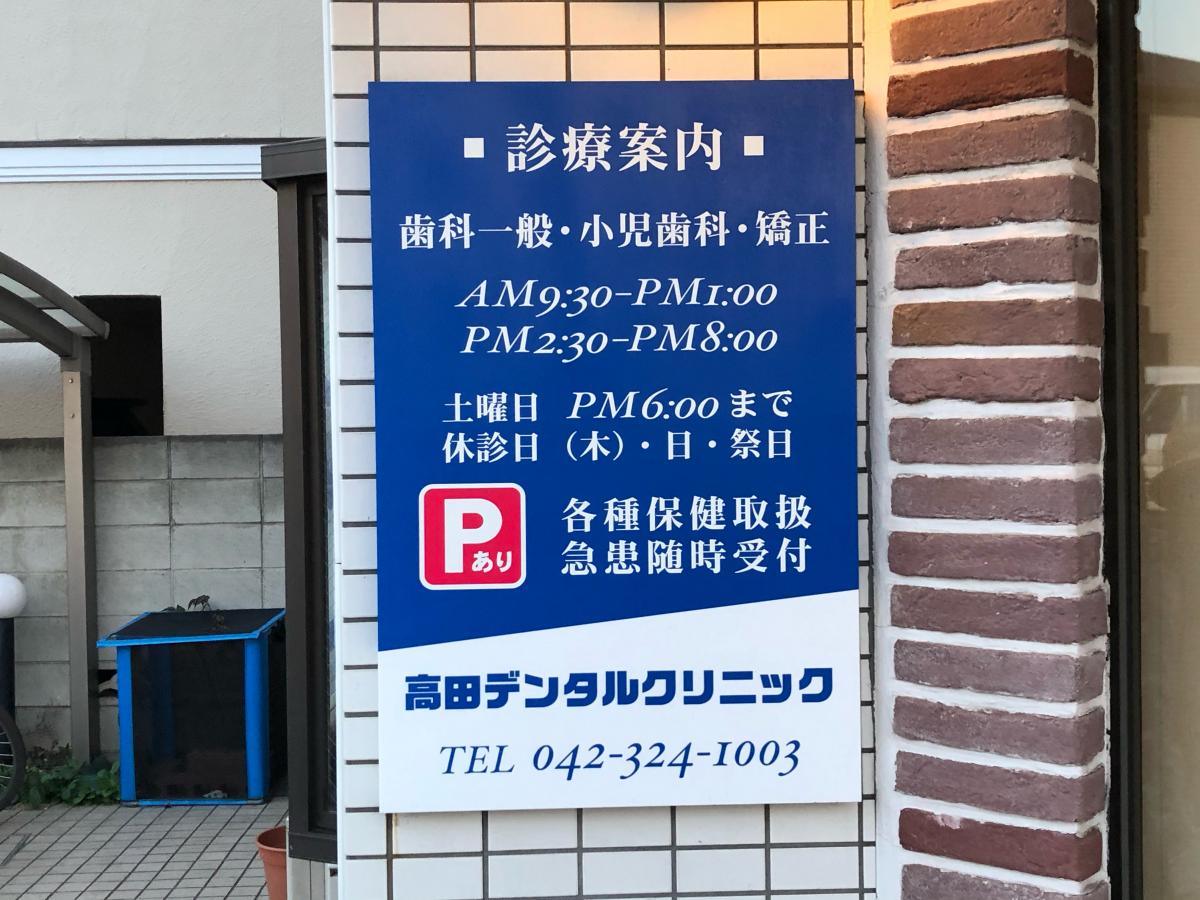 ■ 診療案内 ■
歯科一般・小児歯科・矯正
AM9:30-PM1:00
PM2:30-PM8:00
土曜日 PM6:00まで
休診日 (木)・日・祭日
Pあり
各種保健取扱
急患随時受付
高田デンタルクリニック
TEL 042-324-1003